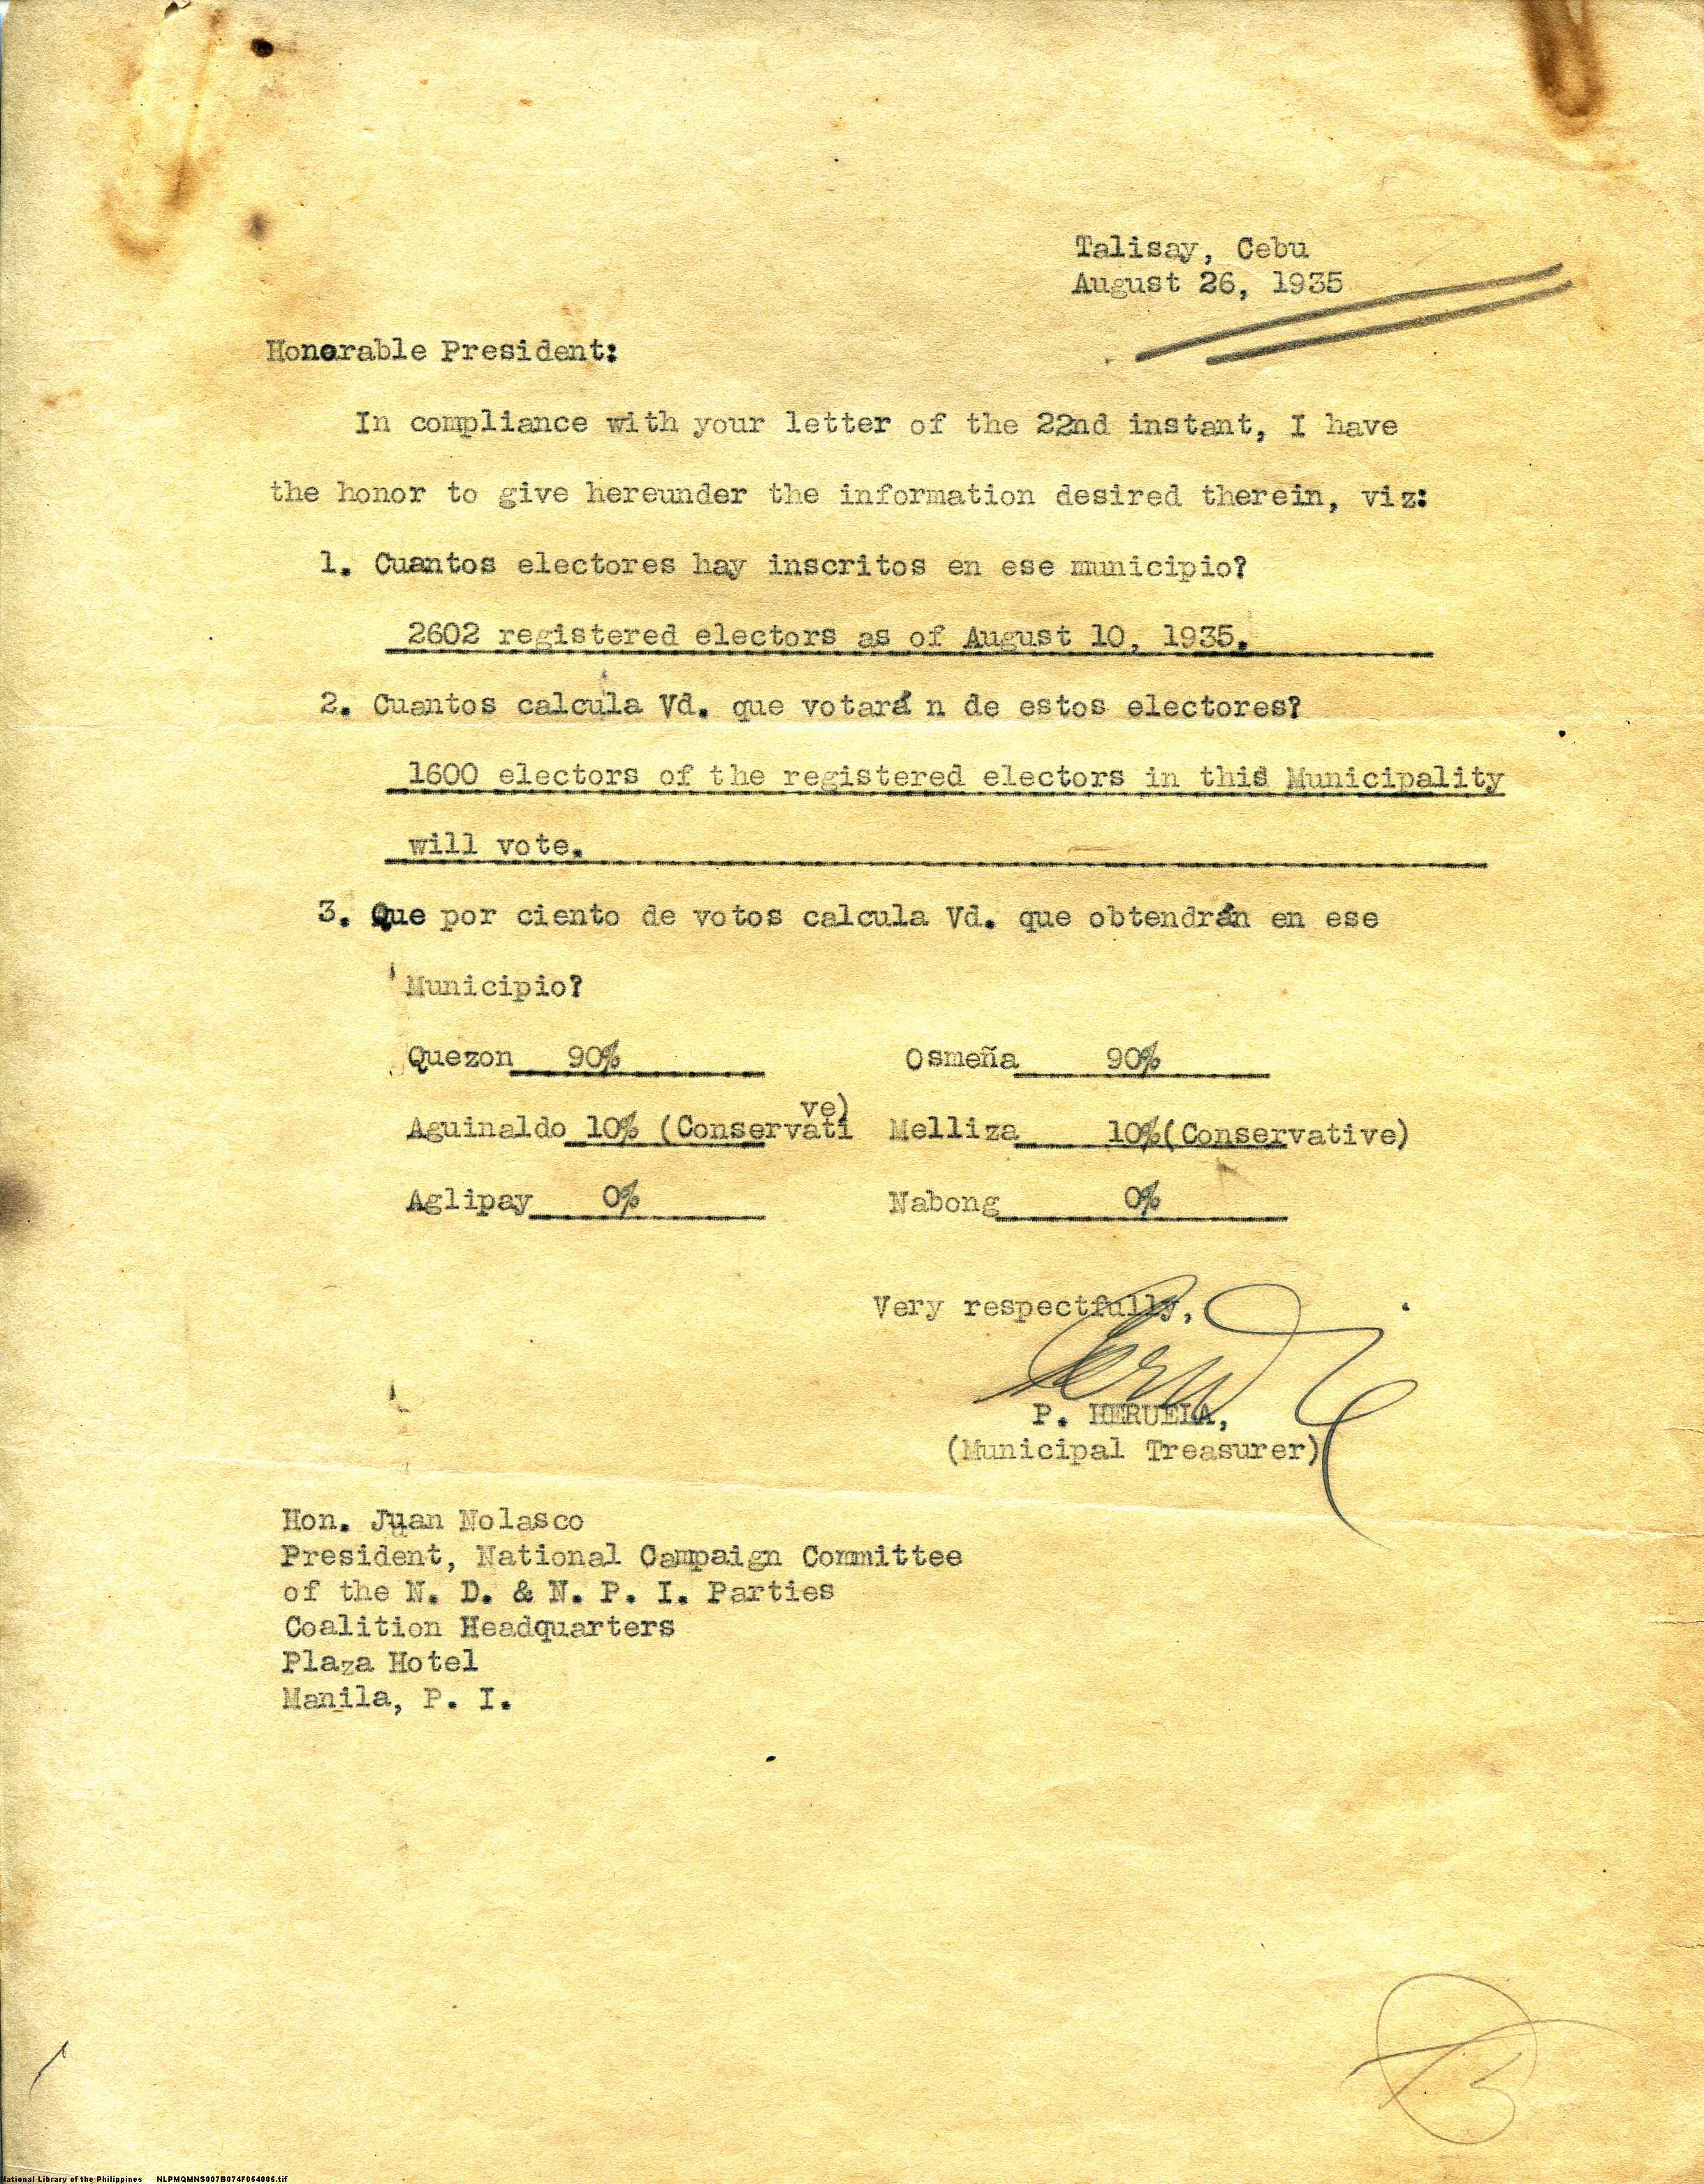 Talisay, Cebu
August 26, 1935
Honorable President:
In compliance with your letter of the 22nd instant, I have
the honor to give hereunder the information desired therein, viz:
1. Cuantos electores hay inscritos en ese municipio?
2602 registered electors as of August 10, 1935.
2. Cuantos calcula Vd. que votará n de estos electores?
1600 electors of the registered electors in this Municipality
will vote.
3. Que por ciento de votos calcula Vd. que obtendrán en ese
Municipio?
Quezon 90% Osmeña 90%
Aguinaldo 10% (Conservative) Melliza 10%(Conservative)
Aglipay 0% Nabong 0%
Very respectfully,
P. HERUELA,
(Municipal Treasurer)
Hon. Juan Nolasco
President, National Campaign Committee
of the N. D. & N. P. I. Parties
Coalition Headquarters
Plaza Hotel
Manila, P. I.
National Library of the Philippines NLPMQMNS007B074F064006.tif